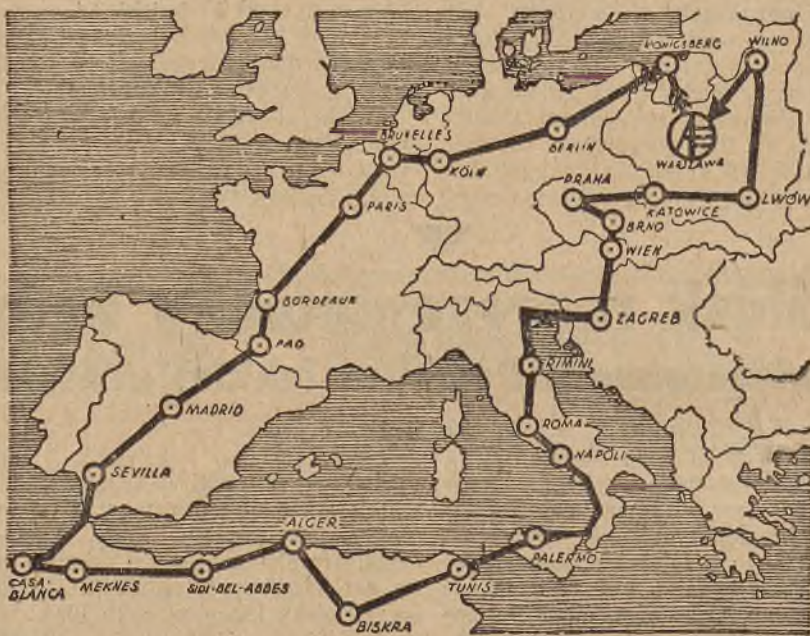 KÖNIGSBERG
WILNO
BRUXELLES
BERLIN
WARSZAWA
KÖLN
PRAHA
PARIS
KATOWICE
LWÓW
BRNO
WIEN
BORDEAUX
ZAGREB
PAO
RIMINI
MADRID
ROMA
NAPOLI
SEVILLA
ALGER
PALERMO
CASA-
BLANCA
MEKNES
SIDI-BEL-ABBES
TUNIS
BISKRA